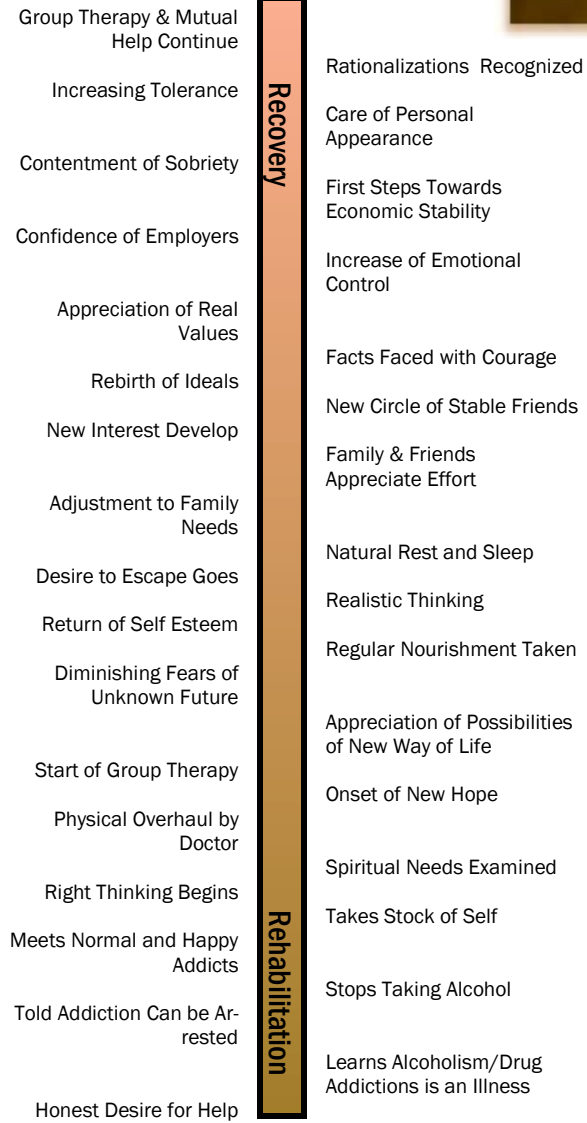 Group Therapy & Mutual
Help Continue
Increasing Tolerance
Contentment of Sobriety
Confidence of Employers
Appreciation of Real
Values
Rebirth of Ideals
New Interest Develop
Adjustment to Family
Needs
Desire to Escape Goes
Return of Self Esteem
Diminishing Fears of
Unknown Future
Start of Group Therapy
Physical Overhaul by
Doctor
Right Thinking Begins
Meets Normal and Happy
Addicts
Told Addiction Can be Ar-
rested
Honest Desire for Help
Recovery
Rehabilitation
Rationalizations Recognized
Care of Personal
Appearance
First Steps Towards
Economic Stability
Increase of Emotional
Control
Facts Faced with Courage
New Circle of Stable Friends
Family & Friends
Appreciate Effort
Natural Rest and Sleep
Realistic Thinking
Regular Nourishment Taken
Appreciation of Possibilities
of New Way of Life
Onset of New Hope
Spiritual Needs Examined
Takes Stock of Self
Stops Taking Alcohol
Learns Alcoholism/Drug
Addictions is an Illness